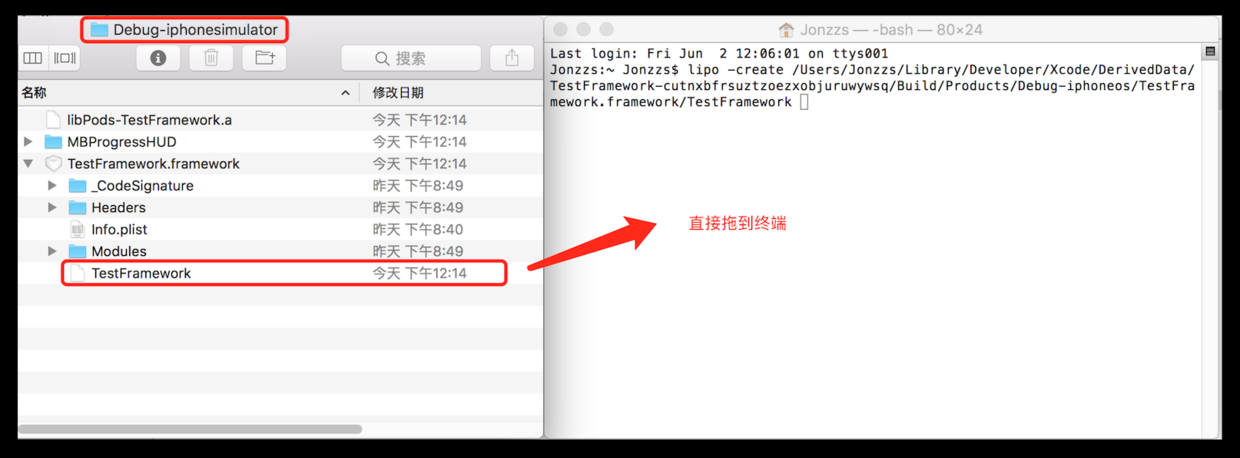 Debug-iphonesimulator
搜索
名称 修改日期
libPods-TestFramework.a 今天 下午12:14
MBProgressHUD 今天 下午12:14
TestFramework.framework 今天 下午12:14
_CodeSignature 昨天 下午8:49
Headers 昨天 下午8:49
Info.plist 昨天 下午8:40
Modules 昨天 下午8:49
TestFramework 今天 下午12:14
Jonzzs — -bash — 80×24
Last login: Fri Jun  2 12:06:01 on ttys001
Jonzzs:~ Jonzzs$ lipo -create /Users/Jonzzs/Library/Developer/Xcode/DerivedData/
TestFramework-cutnxbfrsuztzoezxobjuruwywsq/Build/Products/Debug-iphoneos/TestFra
mework.framework/TestFramework
直接拖到终端